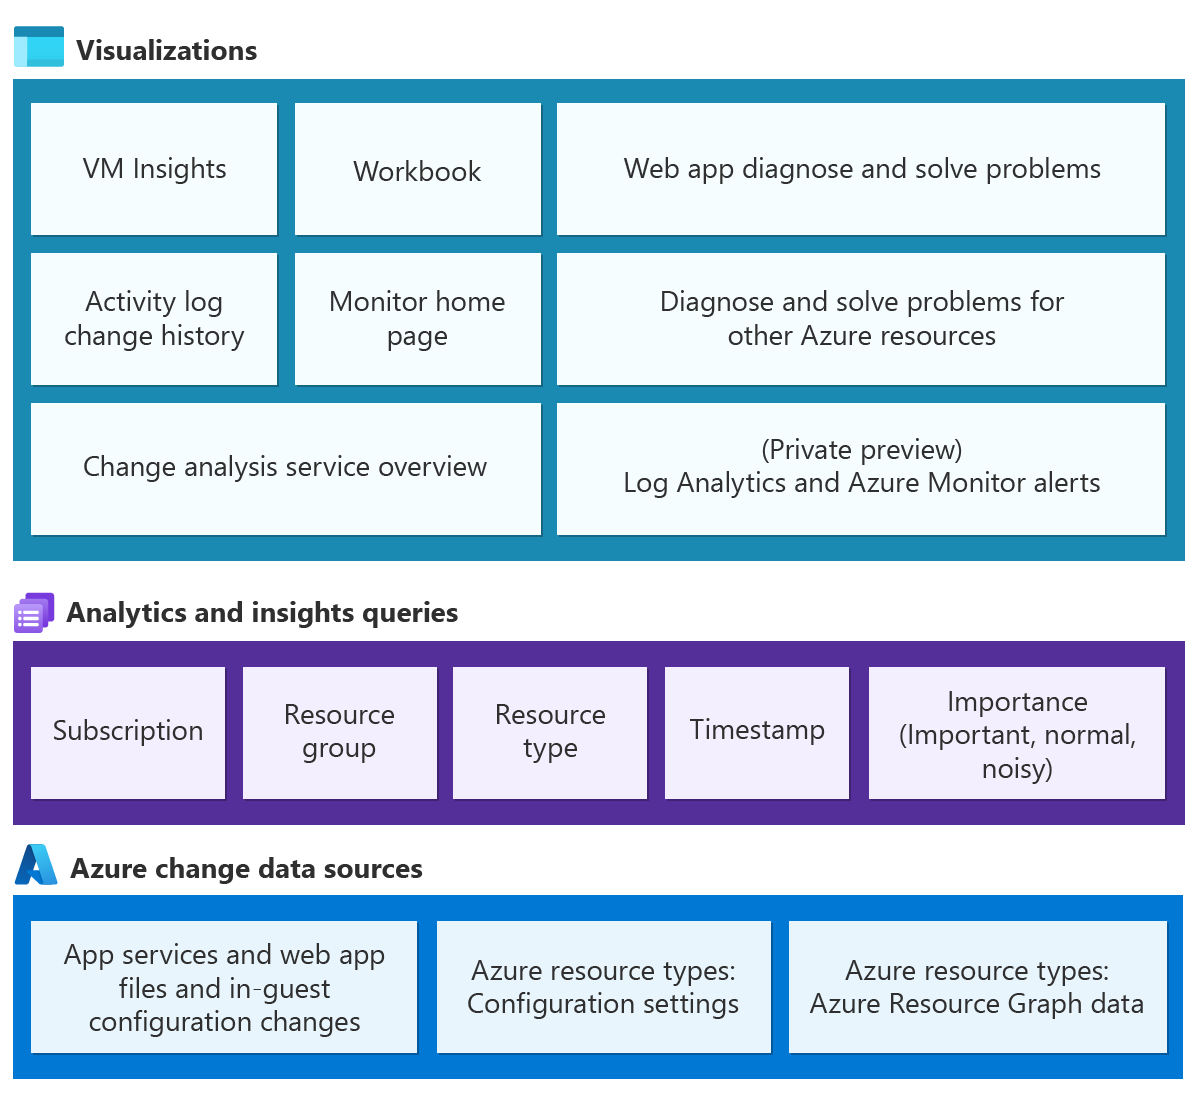 Visualizations
VM Insights
Workbook
Web app diagnose and solve problems
Activity log
change history
Monitor home
page
Diagnose and solve problems for
other Azure resources
Change analysis service overview
(Private preview)
Log Analytics and Azure Monitor alerts
Analytics and insights queries
Subscription
Resource
group
Resource
type
Timestamp
Importance
(Important, normal,
noisy)
Azure change data sources
App services and web app
files and in-guest
configuration changes
Azure resource types:
Configuration settings
Azure resource types:
Azure Resource Graph data